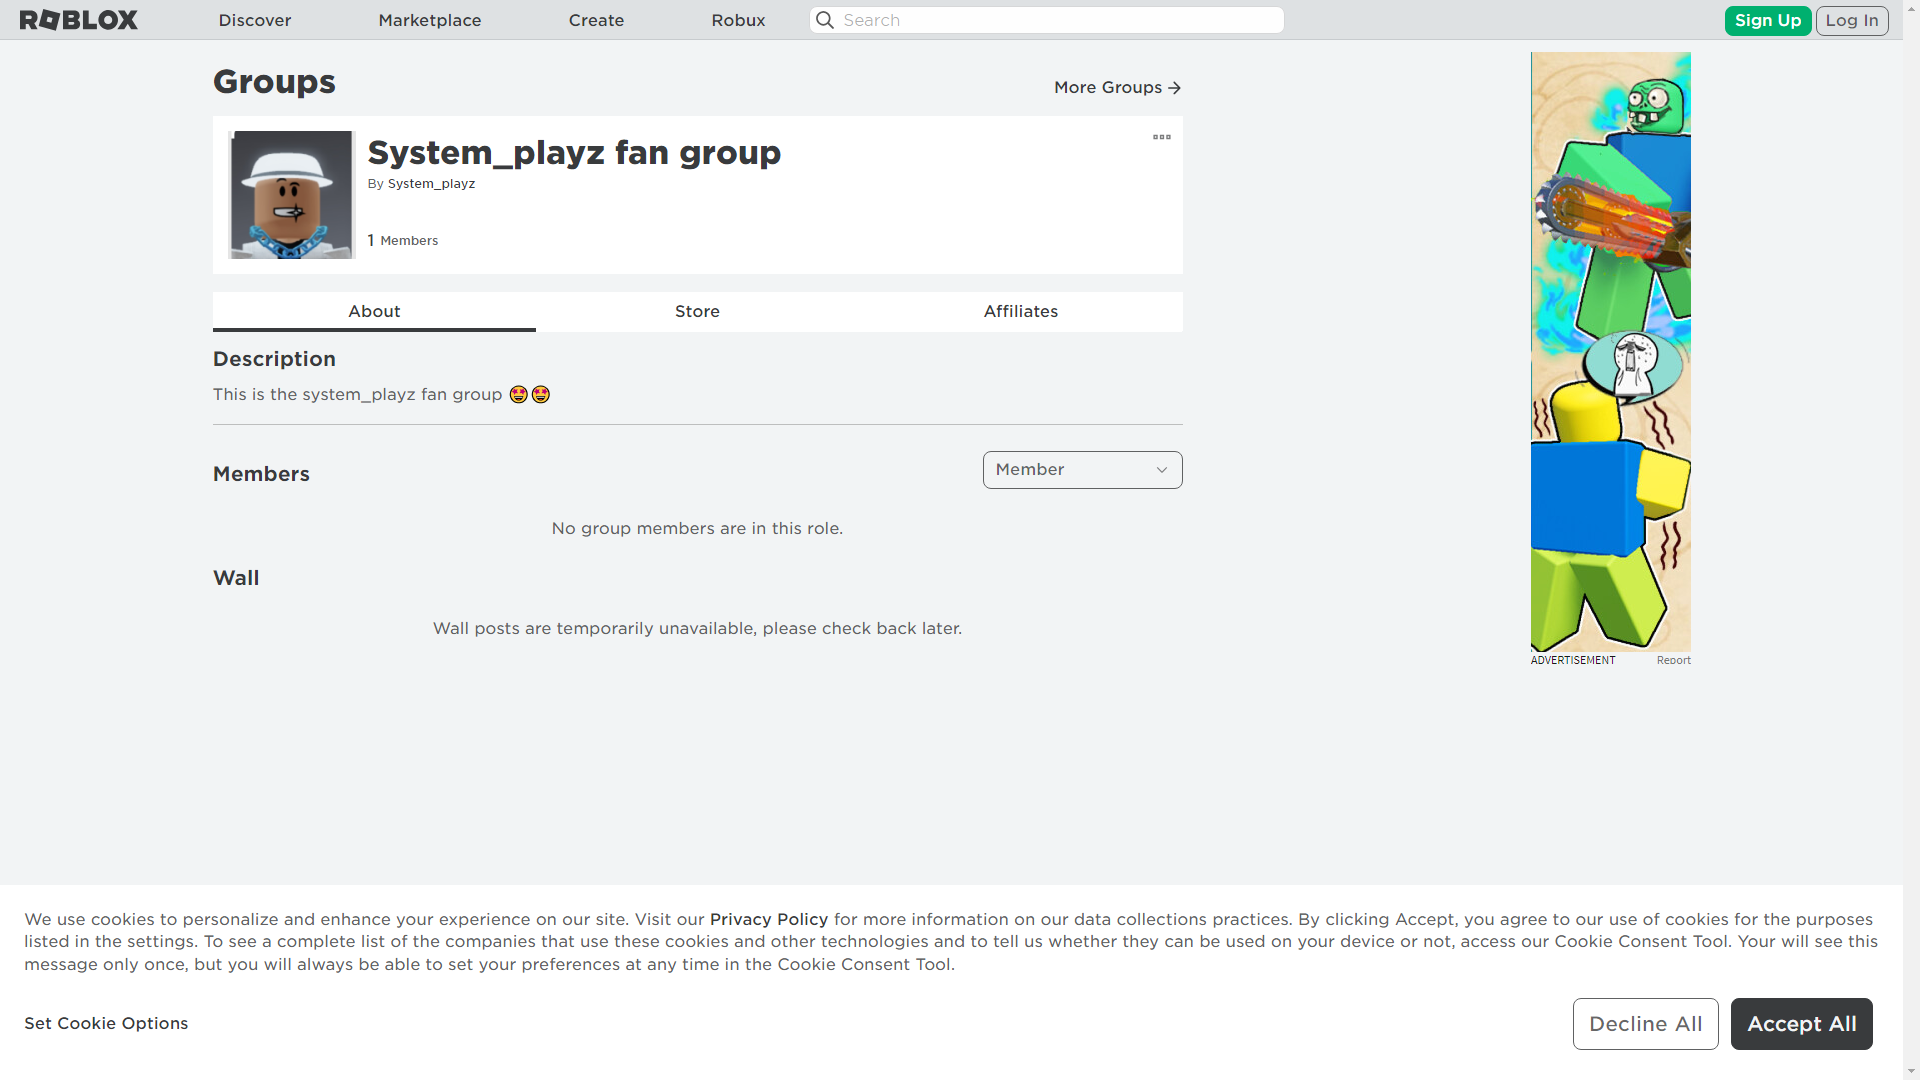 ROBLOX
Discover
Marketplace
Create
Robux
Search
Sign Up
Log In
Groups
More Groups
System_playz fan group
By System_playz
1 Members
About
Store
Affiliates
Description
This is the system_playz fan group 🤩🤩
Members
Member
No group members are in this role.
Wall
Wall posts are temporarily unavailable, please check back later.
ADVERTISEMENT
Report
We use cookies to personalize and enhance your experience on our site. Visit our Privacy Policy for more information on our data collections practices. By clicking Accept, you agree to our use of cookies for the purposes
listed in the settings. To see a complete list of the companies that use these cookies and other technologies and to tell us whether they can be used on your device or not, access our Cookie Consent Tool. Your will see this
message only once, but you will always be able to set your preferences at any time in the Cookie Consent Tool.
Set Cookie Options
Decline All
Accept All